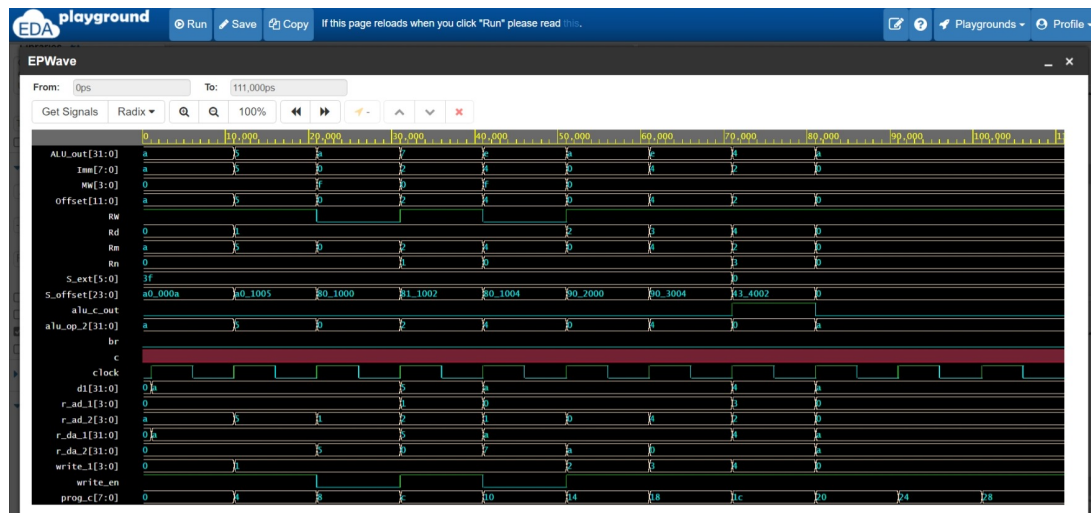 EDA playground Run Save Copy If this page reloads when you click "Run" please read this. Playgrounds Profile
EPWave
From: 0ps To: 111,000ps
Get Signals Radix 100%
0 10,000 20,000 30,000 40,000 50,000 60,000 70,000 80,000 90,000 100,000
ALU_out[31:0] a 5 a 7 e a e 4 a
Imm[7:0] a 5 0 2 4 0 4 2 0
MW[3:0] 0 f 0 f 0
Offset[11:0] a 5 0 2 4 0 4 2 0
RW
Rd 0 1 2 3 4 0
Rm a 5 0 2 4 0 4 2 0
Rn 0 1 0 3 0
S_ext[5:0] 3f 0
S_offset[23:0] a0_000a a0_1005 80_1000 81_1002 80_1004 90_2000 90_3004 43_4002 0
alu_c_out
alu_op_2[31:0] a 5 0 2 4 0 4 0 a
br
c
clock
d1[31:0] 0 a 5 a 4 a
r_ad_1[3:0] 0 1 0 3 0
r_ad_2[3:0] a 5 1 2 1 0 4 2 0
r_da_1[31:0] 0 a 5 a 4 a
r_da_2[31:0] 0 5 0 7 a 0 a
write_1[3:0] 0 1 2 3 4 0
write_en
prog_c[7:0] 0 4 8 c 10 14 18 1c 20 24 28